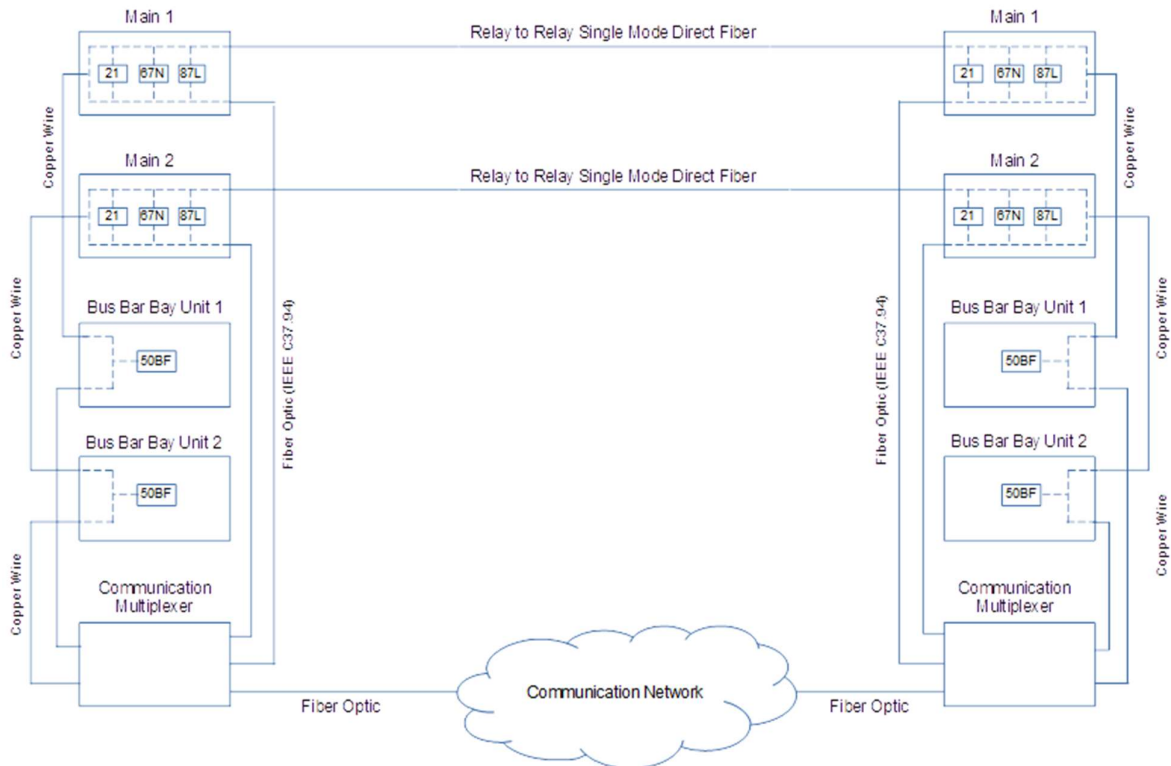 Main 1
Main 1
Relay to Relay Single Mode Direct Fiber
21 67N 87L
21 67N 87L
Copper Wire
Copper Wire
Main 2
Main 2
Relay to Relay Single Mode Direct Fiber
21 67N 87L
21 67N 87L
Copper Wire
Bus Bar Bay Unit 1
Fiber Optic (IEEE C37.94)
Fiber Optic (IEEE C37.94)
Bus Bar Bay Unit 1
Copper Wire
50BF
50BF
Bus Bar Bay Unit 2
Bus Bar Bay Unit 2
50BF
50BF
Copper Wire
Copper Wire
Communication
Multiplexer
Communication
Multiplexer
Communication Network
Fiber Optic
Fiber Optic